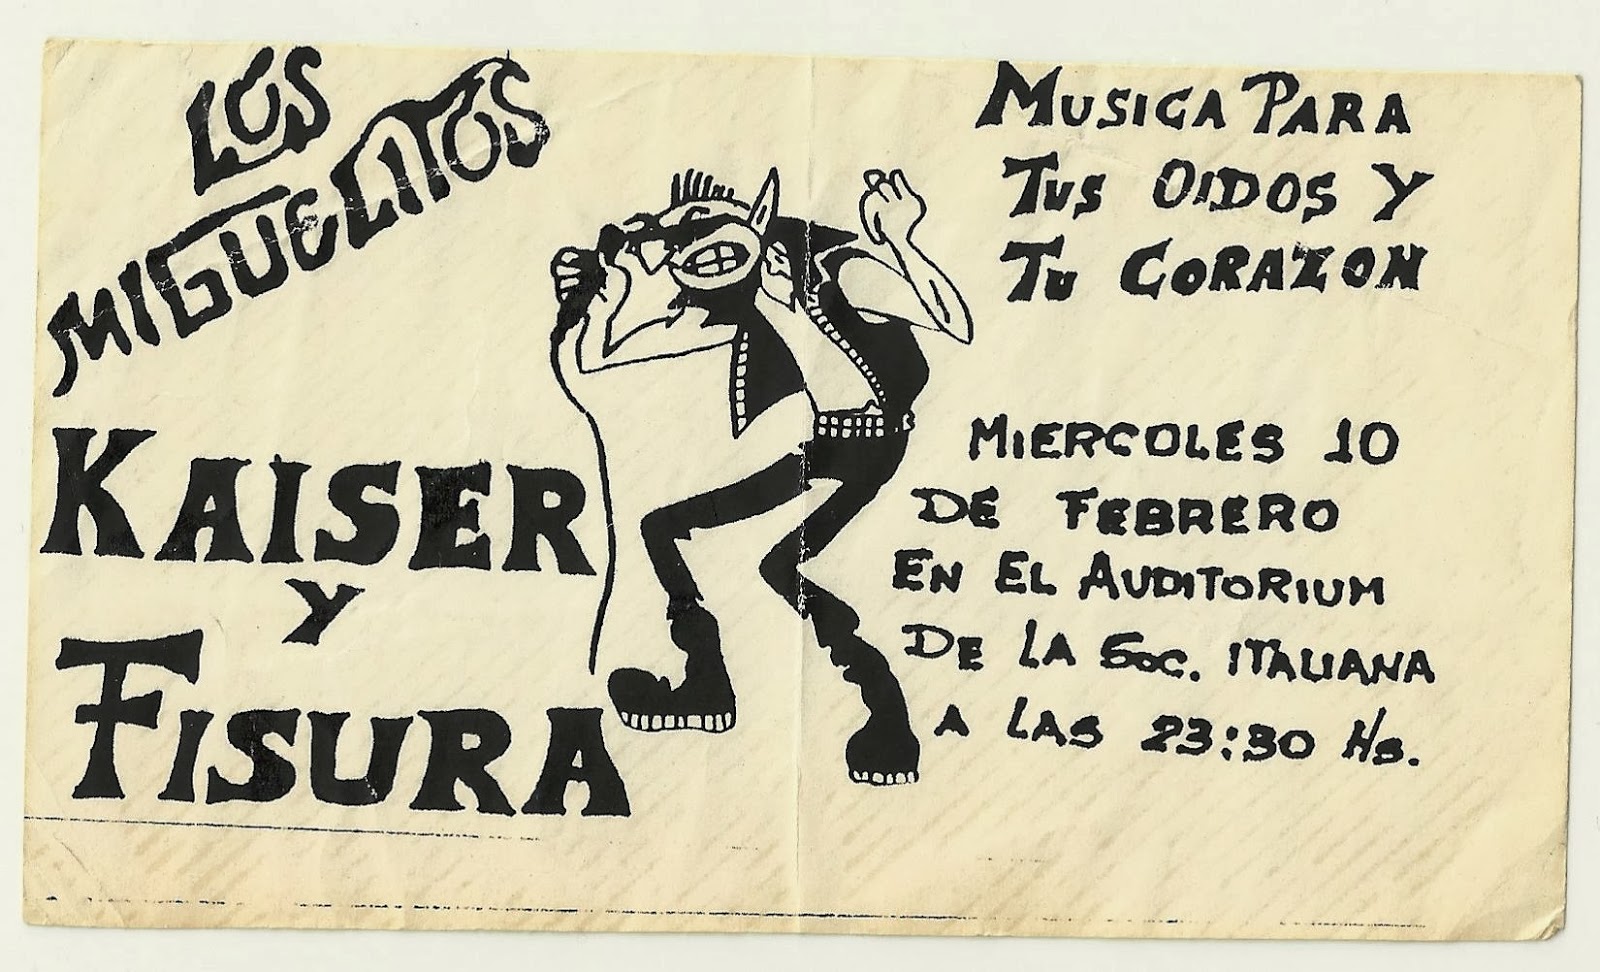 LOS
MIGUELITOS
KAISER
Y
FISURA
MUSICA PARA
TUS OIDOS Y
TU CORAZON
MIERCOLES 10
DE FEBRERO
EN EL AUDITORIUM
DE LA SOC. ITALIANA
A LAS 23:30 Hs.